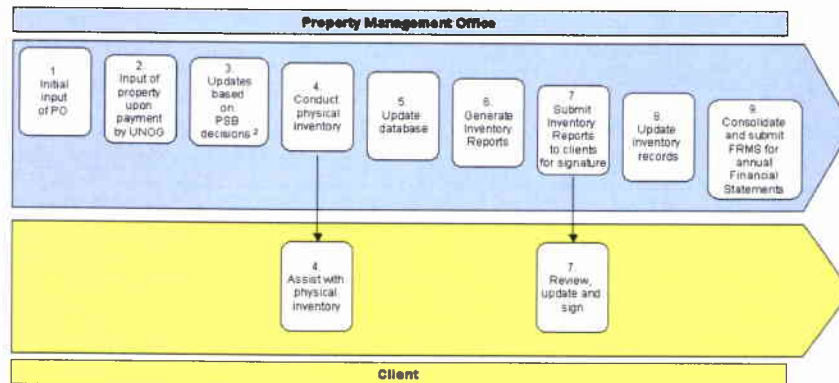 Property Management Office
1
Initial
input
of PO
2.
Input of
property
upon
payment
by UNOG
3.
Updates
based
on
PSB
decisions ²
4.
Conduct
physical
inventory
5.
Update
database
6.
Generate
Inventory
Reports
7
Submit
Inventory
Reports
to clients
for signature
8.
Update
inventory
records
9.
Consolidate
and submit
FRMS for
annual
Financial
Statements
4.
Assist with
physical
inventory
7.
Review,
update and
sign
Client